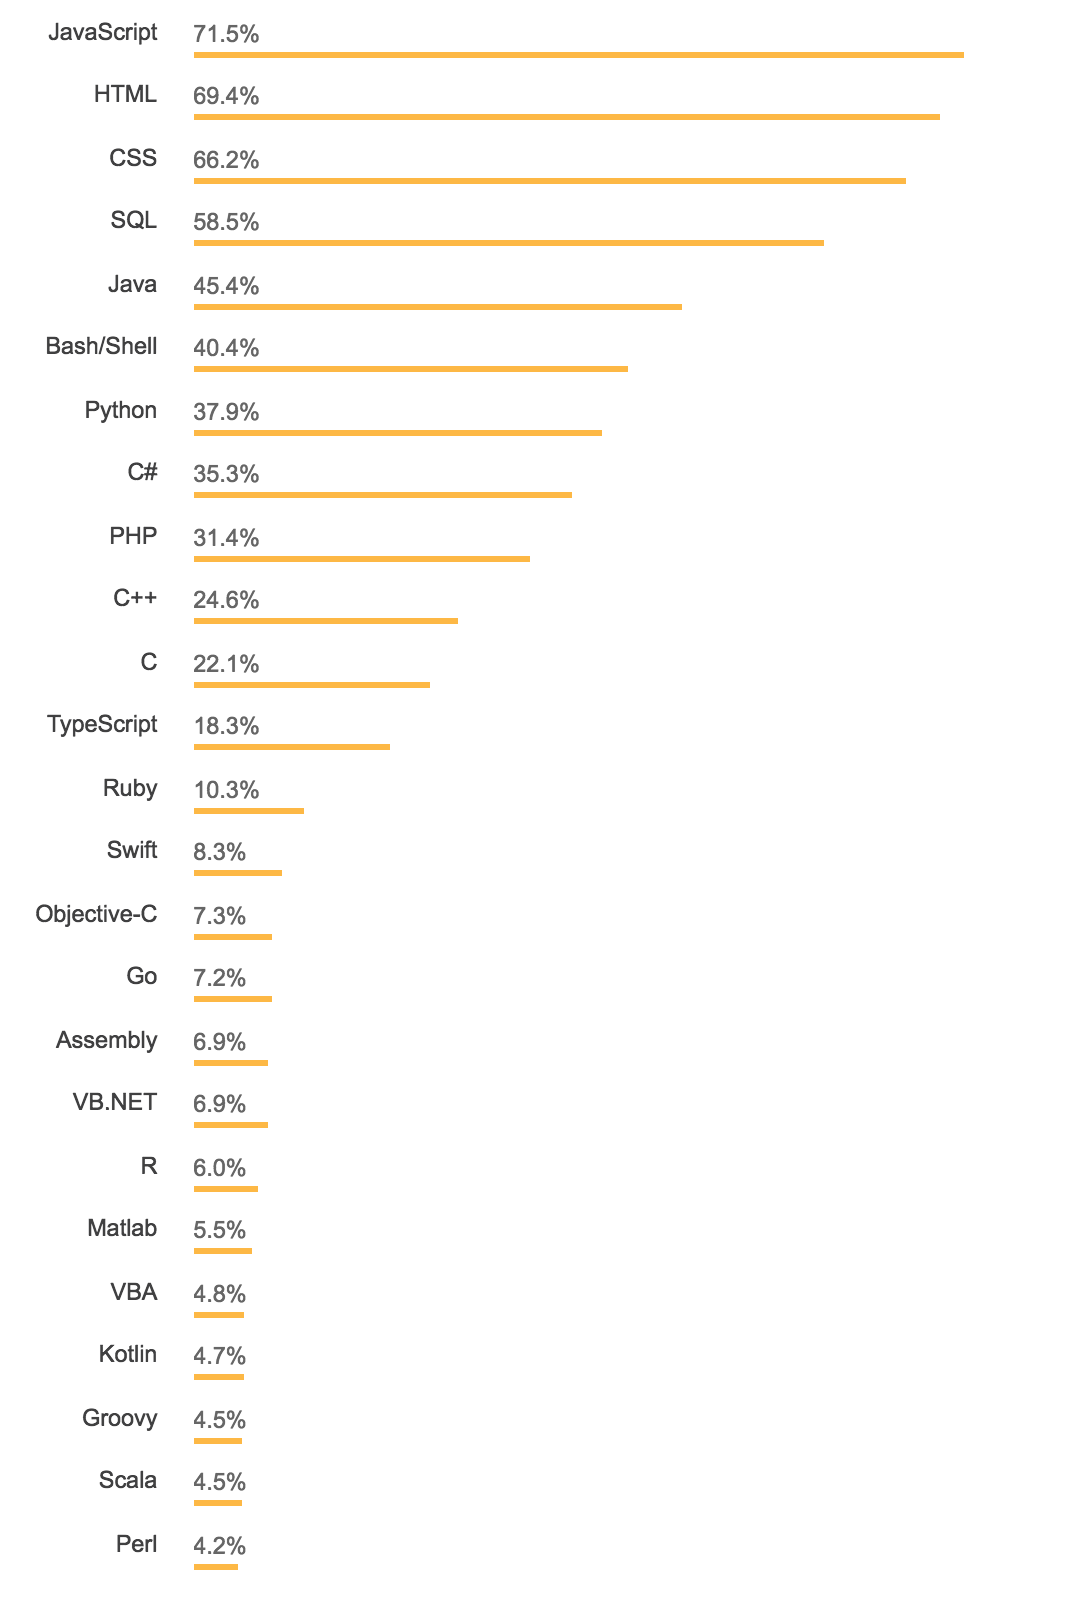 JavaScript 71.5%
HTML 69.4%
CSS 66.2%
SQL 58.5%
Java 45.4%
Bash/Shell 40.4%
Python 37.9%
C# 35.3%
PHP 31.4%
C++ 24.6%
C 22.1%
TypeScript 18.3%
Ruby 10.3%
Swift 8.3%
Objective-C 7.3%
Go 7.2%
Assembly 6.9%
VB.NET 6.9%
R 6.0%
Matlab 5.5%
VBA 4.8%
Kotlin 4.7%
Groovy 4.5%
Scala 4.5%
Perl 4.2%